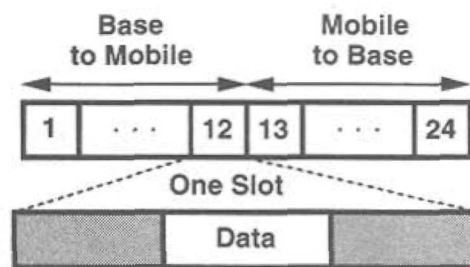 Base to Mobile
Mobile to Base
1 · · · 12 13 · · · 24
One Slot
Data